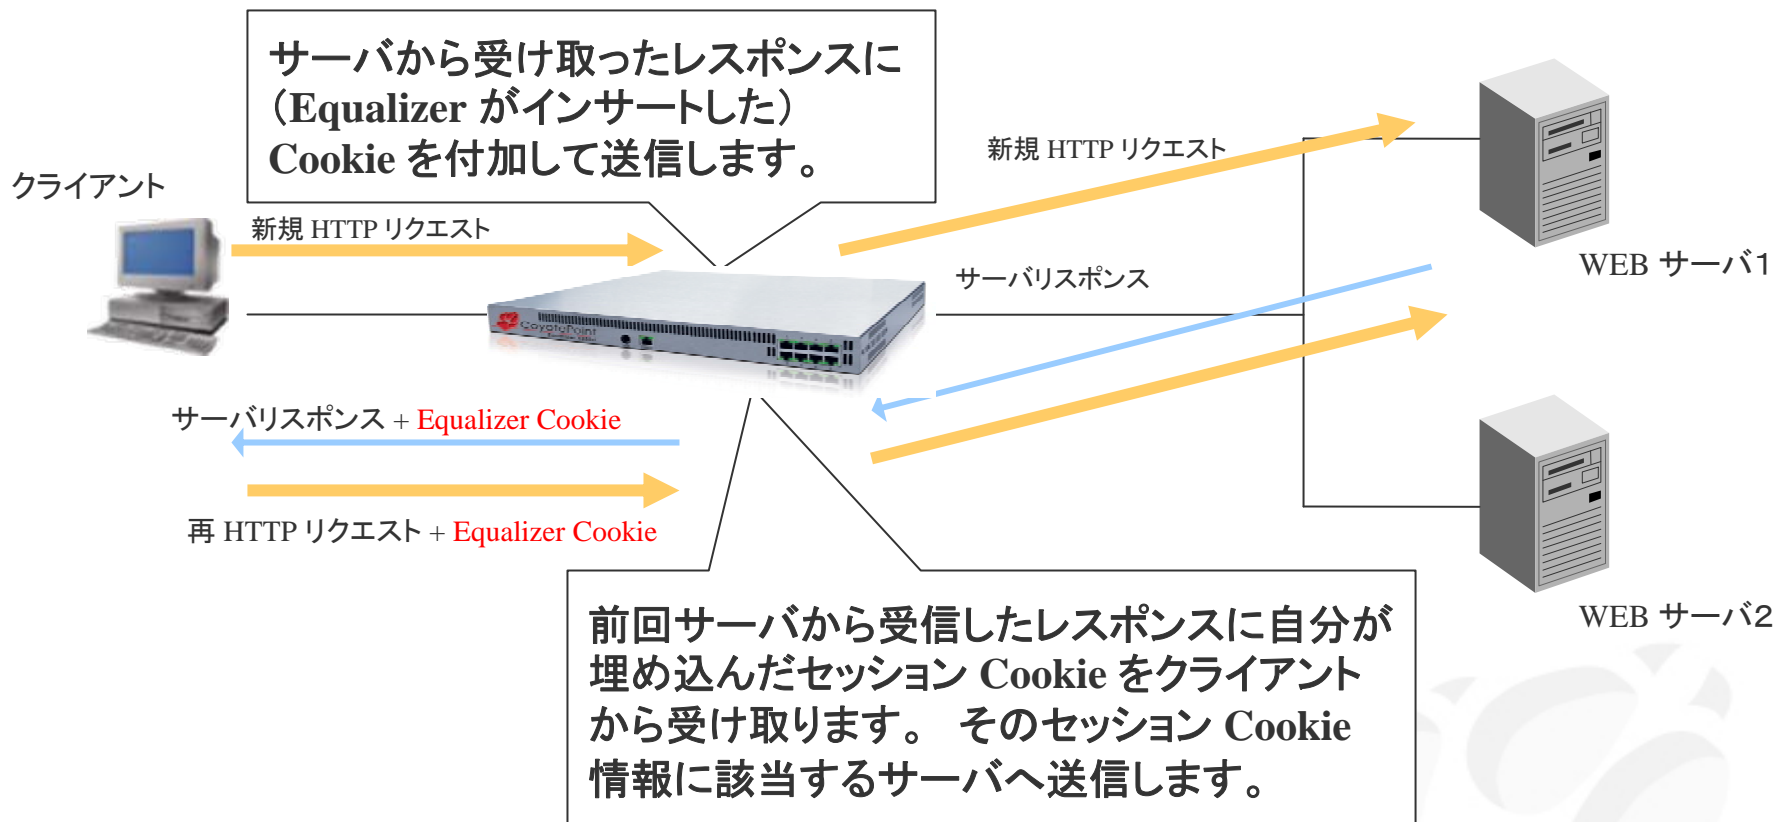 サーバから受け取ったレスポンスに
（Equalizer がインサートした）
Cookie を付加して送信します。
新規 HTTP リクエスト
クライアント
新規 HTTP リクエスト
WEB サーバ1
サーバリスポンス
CoyotePoint
サーバリスポンス + Equalizer Cookie
再 HTTP リクエスト + Equalizer Cookie
前回サーバから受信したレスポンスに自分が
埋め込んだセッション Cookie をクライアント
から受け取ります。 そのセッション Cookie
情報に該当するサーバへ送信します。
WEB サーバ2